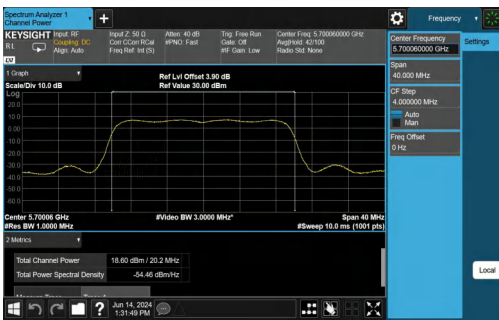 Spectrum Analyzer 1
Channel Power
+
Frequency
KEYSIGHT
Input: RF
Coupling: DC
Align: Auto
Input Z: 50 Ω
Corr CCorr RCal
Freq Ref: Int (S)
Atten: 40 dB
#PNO: Fast
Trig: Free Run
Gate: Off
#IF Gain: Low
Center Freq: 5.700060000 GHz
Avg|Hold: 42/100
Radio Std: None
RL
Center Frequency
5.700060000 GHz
Settings
Span
40.000 MHz
CF Step
4.000000 MHz
Auto
Man
Freq Offset
0 Hz
Local
1 Graph
Scale/Div 10.0 dB
Ref Lvl Offset 3.90 dB
Ref Value 30.00 dBm
Log
20.0
10.0
0.00
-10.0
-20.0
-30.0
-40.0
-50.0
-60.0
Center 5.70006 GHz
#Res BW 1.0000 MHz
#Video BW 3.0000 MHz*
Span 40 MHz
#Sweep 10.0 ms (1001 pts)
2 Metrics
Total Channel Power
18.60 dBm / 20.2 MHz
Total Power Spectral Density
-54.46 dBm/Hz
?
Jun 14, 2024
1:31:49 PM